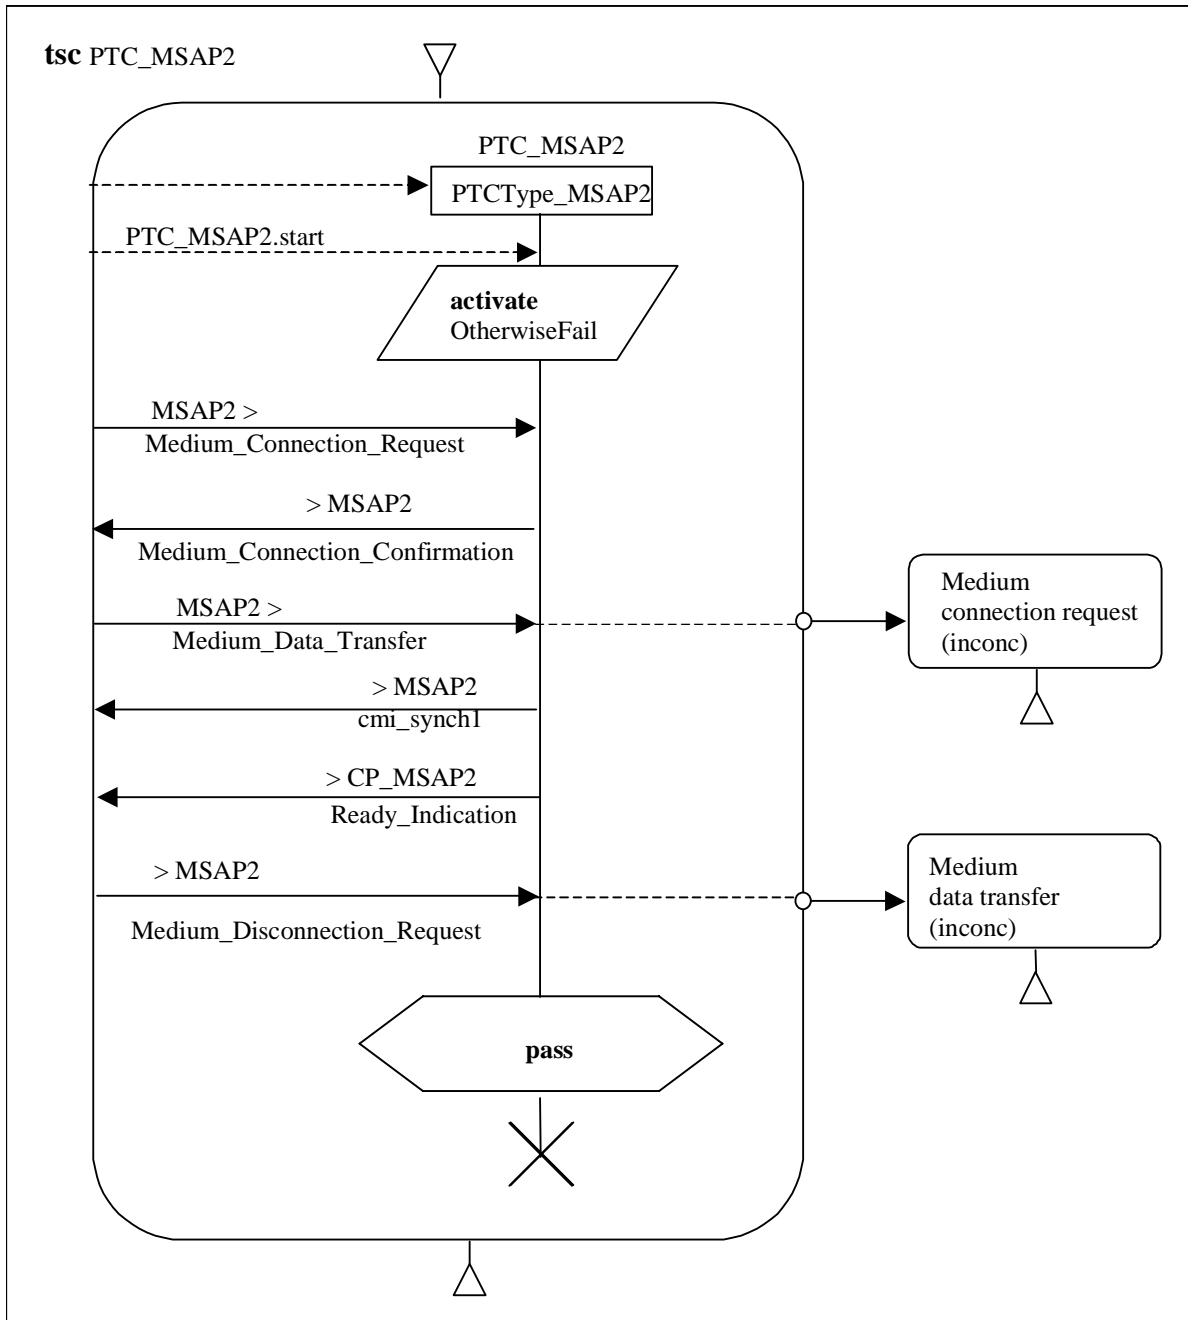 tsc PTC_MSAP2
PTC_MSAP2
PTCType_MSAP2
PTC_MSAP2.start
activate
OtherwiseFail
MSAP2 >
Medium_Connection_Request
> MSAP2
Medium_Connection_Confirmation
MSAP2 >
Medium_Data_Transfer
Medium
connection request
(inconc)
> MSAP2
cmi_synch1
> CP_MSAP2
Ready_Indication
> MSAP2
Medium_Disconnection_Request
Medium
data transfer
(inconc)
pass